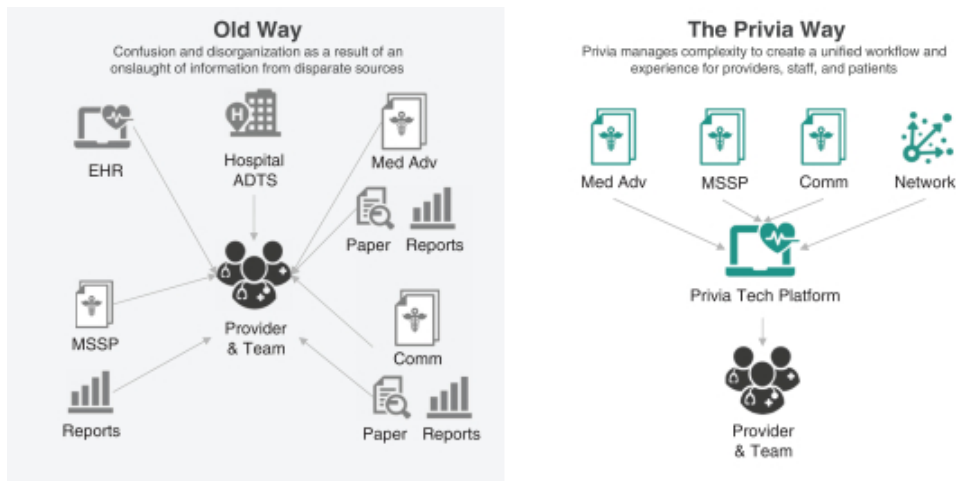 Old Way
Confusion and disorganization as a result of an
onslaught of information from disparate sources
EHR
H
Hospital
ADTS
Med Adv
Paper
Reports
MSSP
Provider
& Team
Comm
Reports
Paper
Reports
The Privia Way
Privia manages complexity to create a unified workflow and
experience for providers, staff, and patients
Med Adv
MSSP
Comm
Network
Privia Tech Platform
Provider
& Team